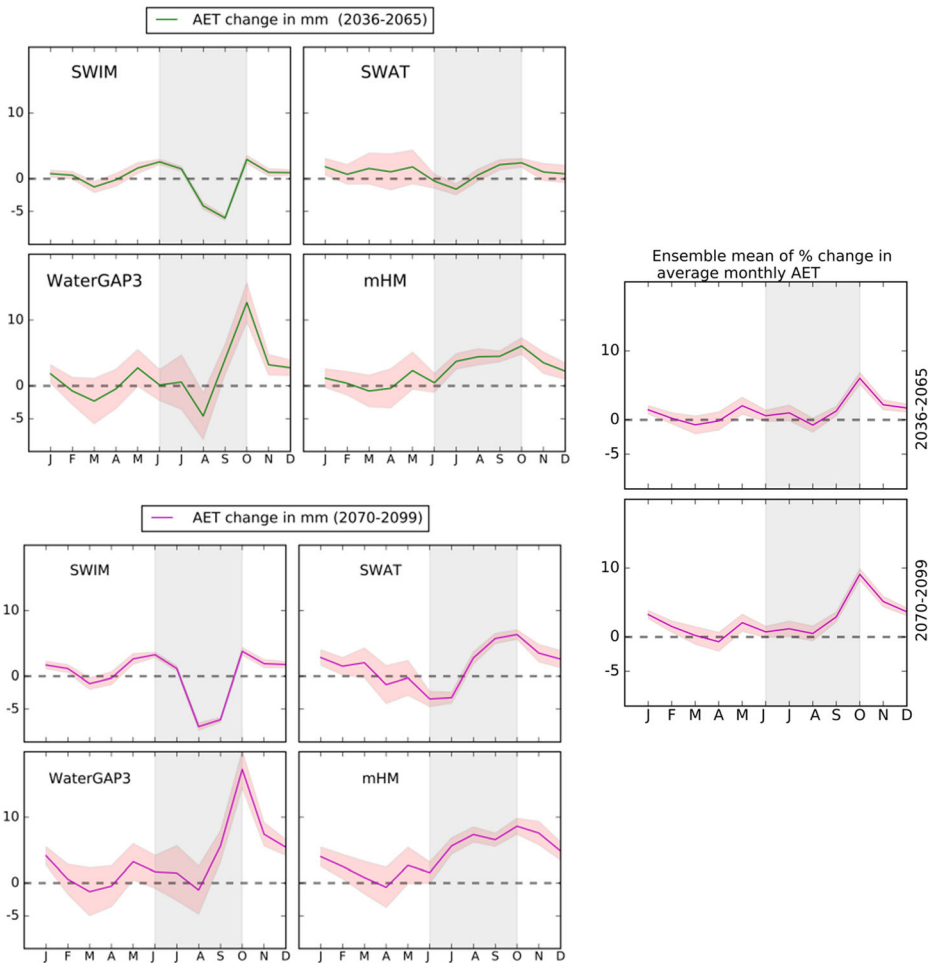 AET change in mm (2036-2065)
SWIM
SWAT
10
0
-5
WaterGAP3
mHM
10
0
-5
J F M A M J J A S O N D
J F M A M J J A S O N D
AET change in mm (2070-2099)
SWIM
SWAT
10
0
-5
WaterGAP3
mHM
10
0
-5
J F M A M J J A S O N D
J F M A M J J A S O N D
Ensemble mean of % change in
average monthly AET
10
0
-5
2036-2065
10
0
-5
2070-2099
J F M A M J J A S O N D